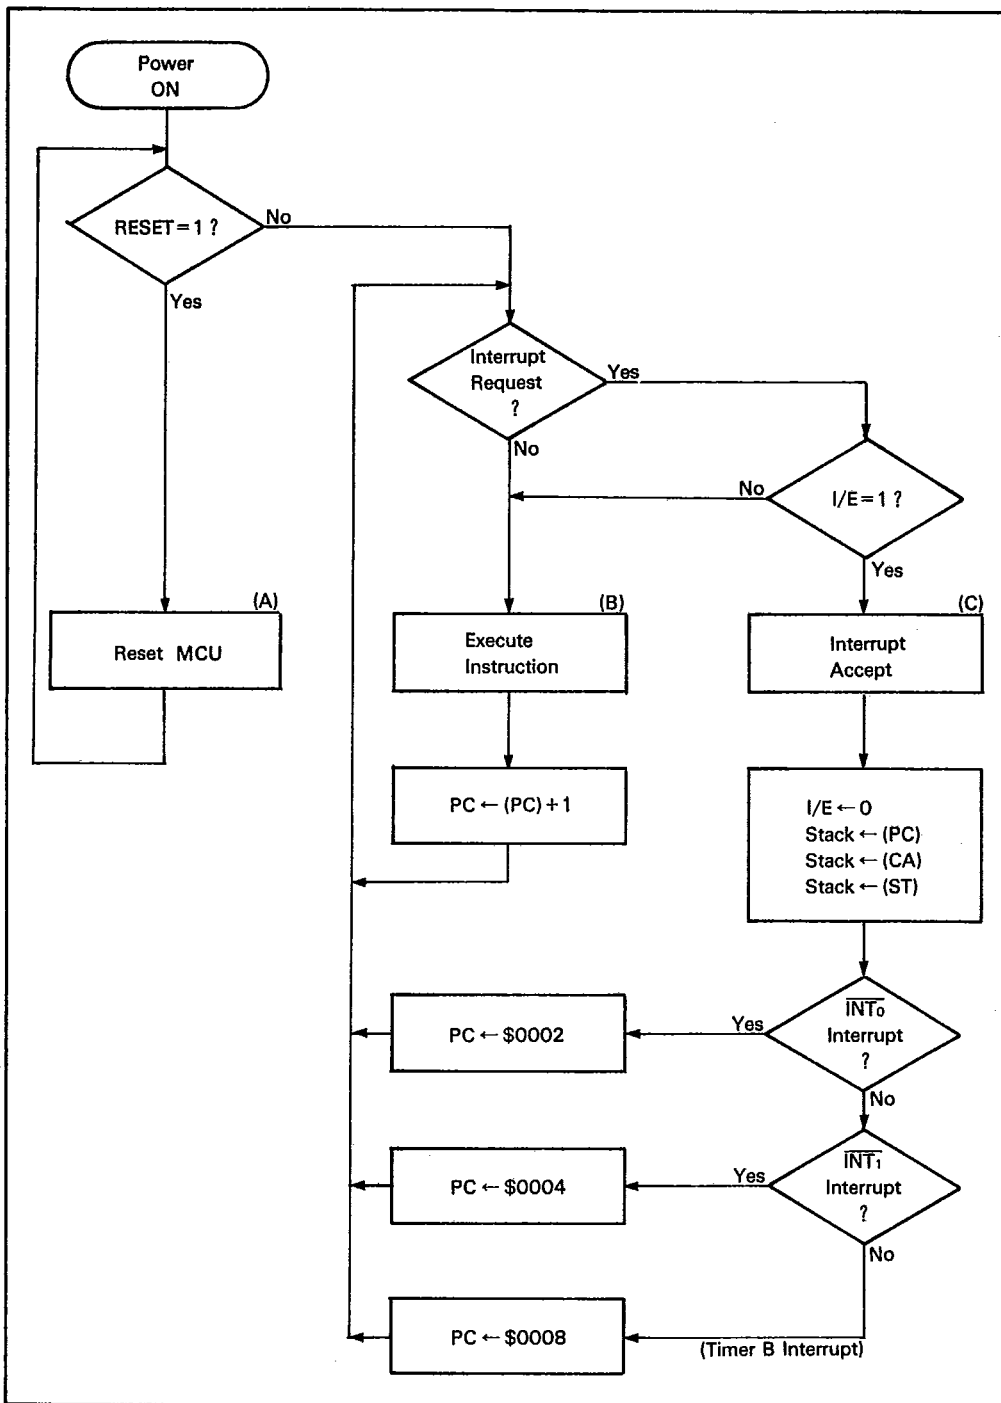 Power
ON
RESET=1 ?
No
Yes
Interrupt
Request
?
Yes
No
I/E=1 ?
No
Yes
(A)
Reset MCU
(B)
Execute
Instruction
(C)
Interrupt
Accept
PC ← (PC) + 1
I/E ← 0
Stack ← (PC)
Stack ← (CA)
Stack ← (ST)
PC ← $0002
Yes
I̅N̅T̅₀
Interrupt
?
No
PC ← $0004
Yes
I̅N̅T̅₁
Interrupt
?
No
PC ← $0008
(Timer B Interrupt)